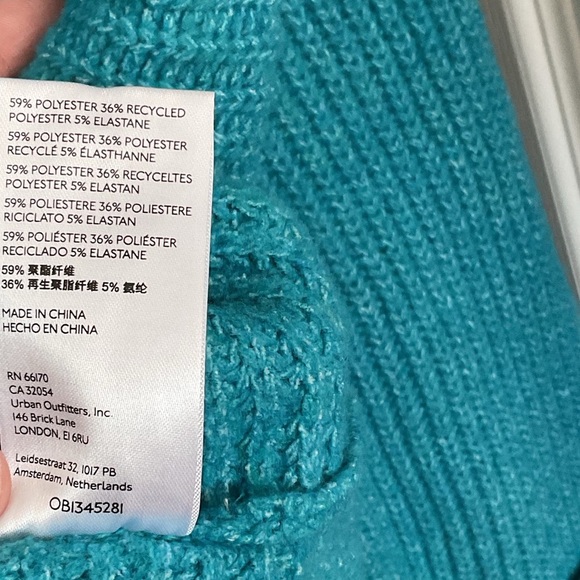 59% POLYESTER 36% RECYCLED
POLYESTER 5% ELASTANE
59% POLYESTER 36% POLYESTER
RECYCLÉ 5% ÉLASTHANNE
59% POLYESTER 36% RECYCELTES
POLYESTER 5% ELASTAN
59% POLIESTERE 36% POLIESTERE
RICICLATO 5% ELASTAN
59% POLIÉSTER 36% POLIÉSTER
RECICLADO 5% ELASTANE
59% 聚酯纤维
36% 再生聚脂纤维 5% 氨纶
MADE IN CHINA
HECHO EN CHINA
RN 66170
CA 32054
Urban Outfitters, Inc.
146 Brick Lane
LONDON, E1 6RU
Leidsestraat 32, 1017 PB
Amsterdam, Netherlands
OB1345281